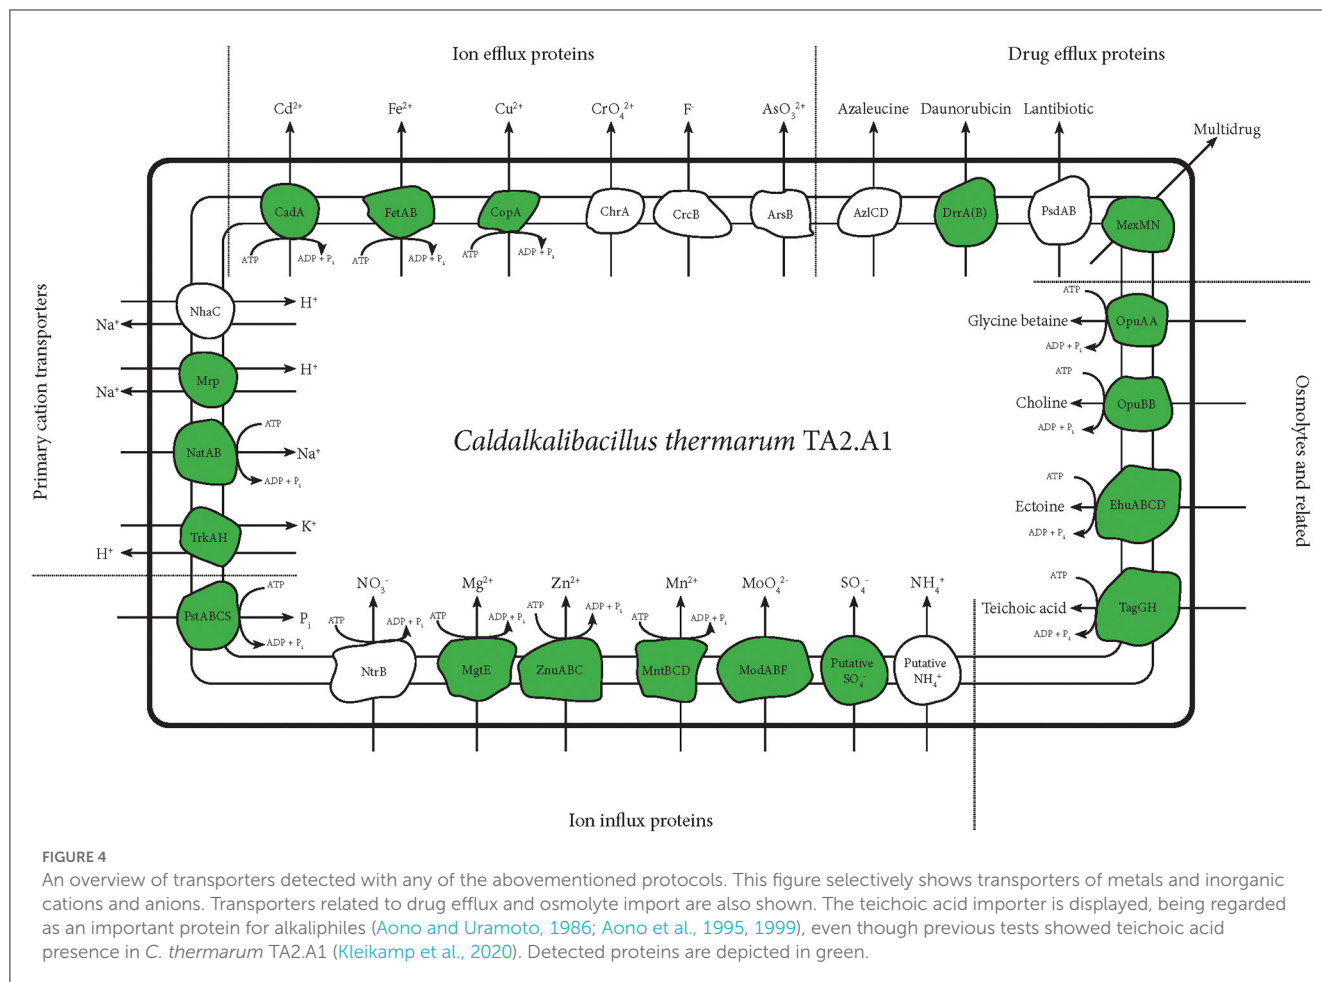 Ion efflux proteins
Drug efflux proteins
Cd²⁺
Fe²⁺
Cu²⁺
CrO₄²⁺
F⁻
AsO₃²⁺
Azaleucine
Daunorubicin
Lantibiotic
Multidrug
CadA
FetAB
CopA
ChrA
CrcB
ArsB
AzlCD
DrrA(B)
PsdAB
MexMN
ATP
ADP + Pᵢ
ATP
ADP + Pᵢ
ATP
ADP + Pᵢ
Primary cation transporters
NhaC
H⁺
Na⁺
Mrp
H⁺
Na⁺
NatAB
ATP
Na⁺
ADP + Pᵢ
TrkAH
K⁺
H⁺
PstABCS
ATP
Pᵢ
ADP + Pᵢ
Caldalkalibacillus thermarum TA2.A1
Osmolytes and related
ATP
Glycine betaine
OpuAA
ADP + Pᵢ
ATP
Choline
OpuBB
ADP + Pᵢ
ATP
Ectoine
EhuABCD
ADP + Pᵢ
ATP
Teichoic acid
TagGH
ADP + Pᵢ
NO₃⁻
Mg²⁺
Zn²⁺
Mn²⁺
MoO₄²⁻
SO₄⁻
NH₄⁺
ATP
ADP + Pᵢ
ATP
ADP + Pᵢ
ATP
ADP + Pᵢ
ATP
ADP + Pᵢ
NtrB
MgtE
ZnuABC
MntBCD
ModABF
Putative
SO₄⁻
Putative
NH₄⁺
Ion influx proteins
FIGURE 4
An overview of transporters detected with any of the abovementioned protocols. This figure selectively shows transporters of metals and inorganic
cations and anions. Transporters related to drug efflux and osmolyte import are also shown. The teichoic acid importer is displayed, being regarded
as an important protein for alkaliphiles (Aono and Uramoto, 1986; Aono et al., 1995, 1999), even though previous tests showed teichoic acid
presence in C. thermarum TA2.A1 (Kleikamp et al., 2020). Detected proteins are depicted in green.